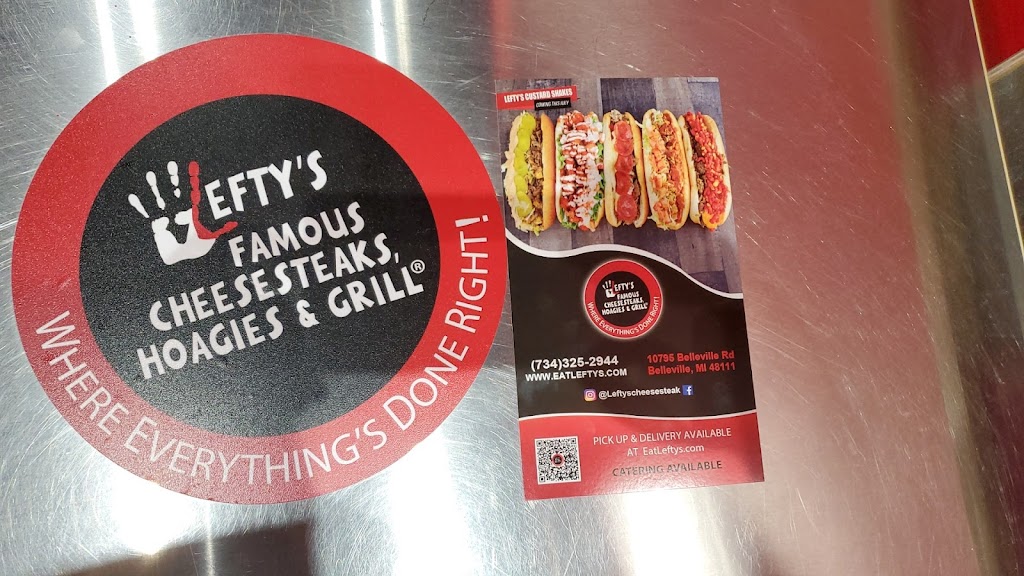 LEFTY'S
FAMOUS
CHEESESTEAKS,
HOAGIES & GRILL®
WHERE EVERYTHING'S DONE RIGHT!
LEFTY'S CUSTARD SHAKES
COMING THIS MAY
LEFTY'S
FAMOUS
CHEESESTEAKS,
HOAGIES & GRILL
WHERE EVERYTHING'S DONE RIGHT!
(734)325-2944
WWW.EATLEFTYS.COM
10795 Belleville Rd
Belleville, MI 48111
@Leftyscheesesteak
PICK UP & DELIVERY AVAILABLE
AT EatLeftys.com
CATERING AVAILABLE